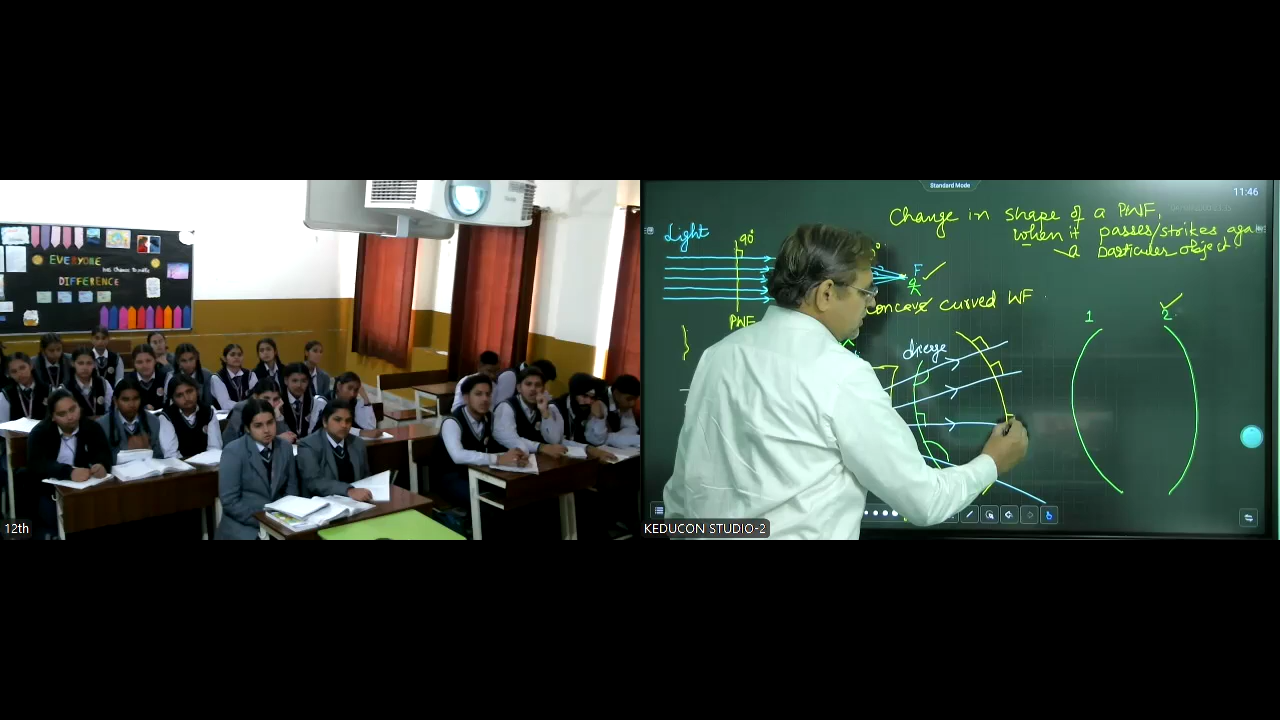 EVERYONE
DIFFERENCE
12th
Standard Mode
11:46
Change in shape of a PWF,
when it passes/strikes aga
a particular object
Light
90°
F
PWF
concave curved WF
diverge
1
2
KEDUCON STUDIO-2